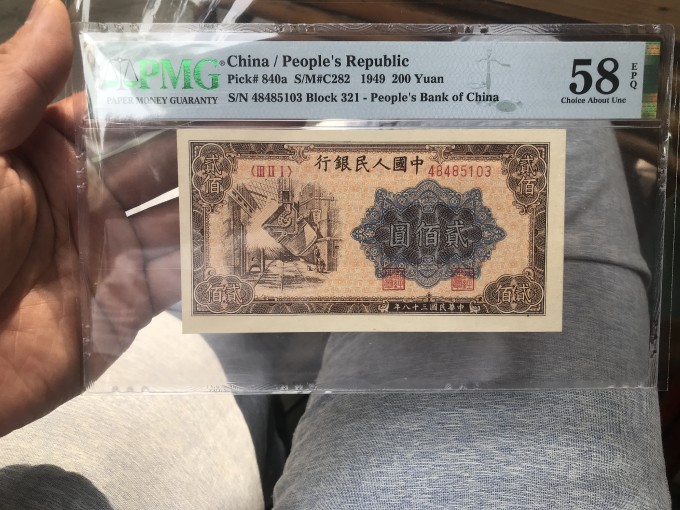 PMG
PAPER MONEY GUARANTY
China / People's Republic
Pick# 840a S/M#C282 1949 200 Yuan
S/N 48485103 Block 321 - People's Bank of China
58 EPQ
Choice About Unc
行銀民人國中
〈III II I〉
48485103
貳佰
貳佰
圓佰貳
佰貳
佰貳
年八十三國民華中